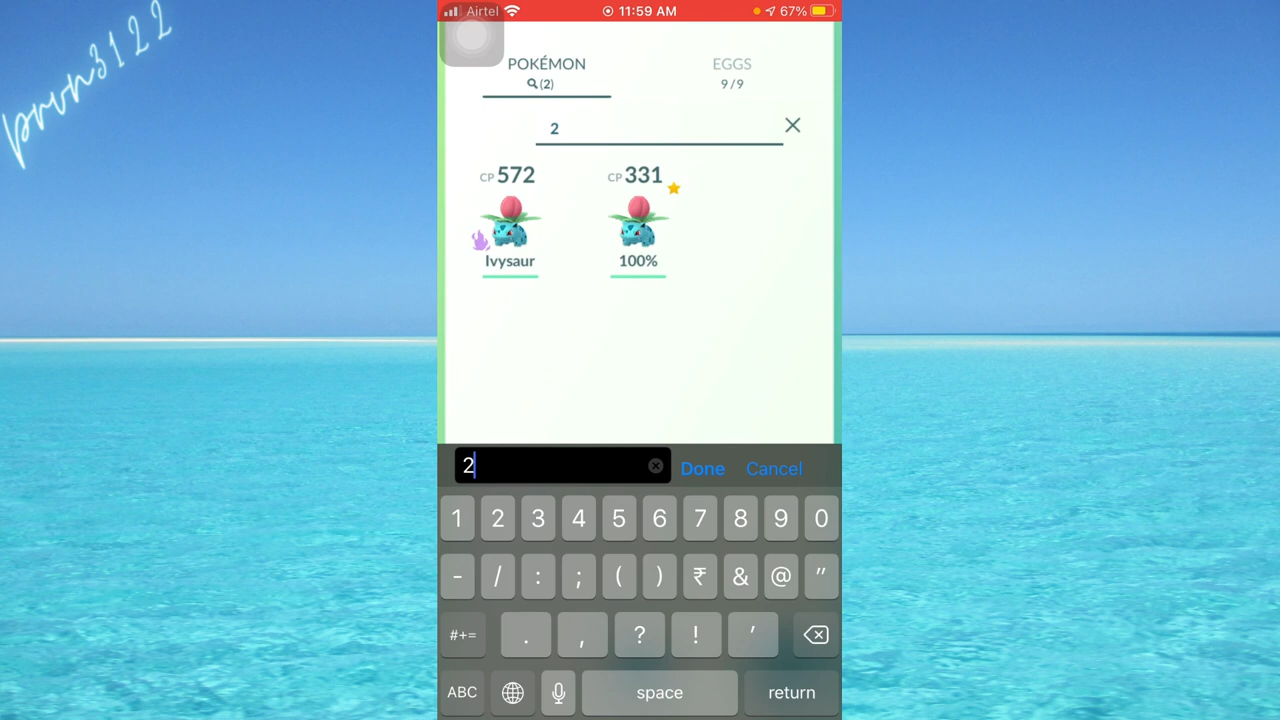 prvn3122
Airtel 11:59 AM 67%
POKÉMON EGGS
(2) 9/9
2
CP 572 CP 331
Ivysaur 100%
2 Done Cancel
1 2 3 4 5 6 7 8 9 0
- / : ; ( ) ₹ & @ "
#+= . , ? ! '
ABC space return